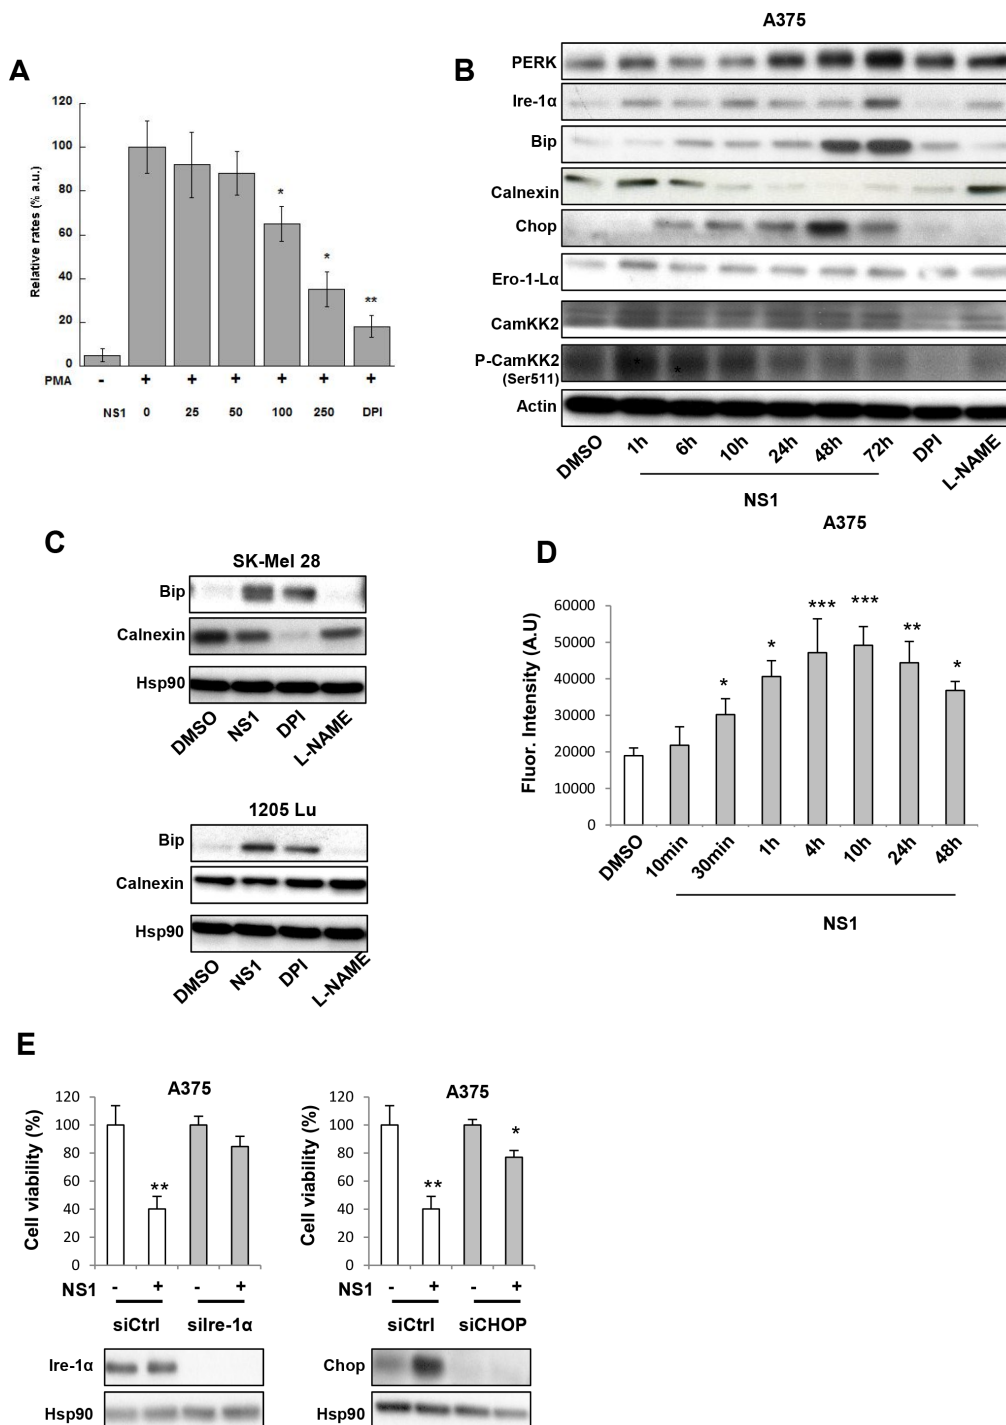 A
120
100
80
60
40
20
0
Relative rates (% a.u.)
*
*
**
PMA - + + + + + +
NS1 0 25 50 100 250 DPI
B
A375
PERK
Ire-1α
Bip
Calnexin
Chop
Ero-1-Lα
CamKK2
P-CamKK2
(Ser511)
* *
Actin
DMSO 1h 6h 10h 24h 48h 72h DPI L-NAME
NS1
C
SK-Mel 28
Bip
Calnexin
Hsp90
DMSO NS1 DPI L-NAME
1205 Lu
Bip
Calnexin
Hsp90
DMSO NS1 DPI L-NAME
D
A375
Fluor. Intensity (A.U)
60000
50000
40000
30000
20000
10000
0
* * *** *** ** *
DMSO 10min 30min 1h 4h 10h 24h 48h
NS1
E
A375
Cell viability (%)
120
100
80
60
40
20
0
**
NS1 - + - +
siCtrl siIre-1α
Ire-1α
Hsp90
A375
Cell viability (%)
120
100
80
60
40
20
0
** *
NS1 - + - +
siCtrl siCHOP
Chop
Hsp90